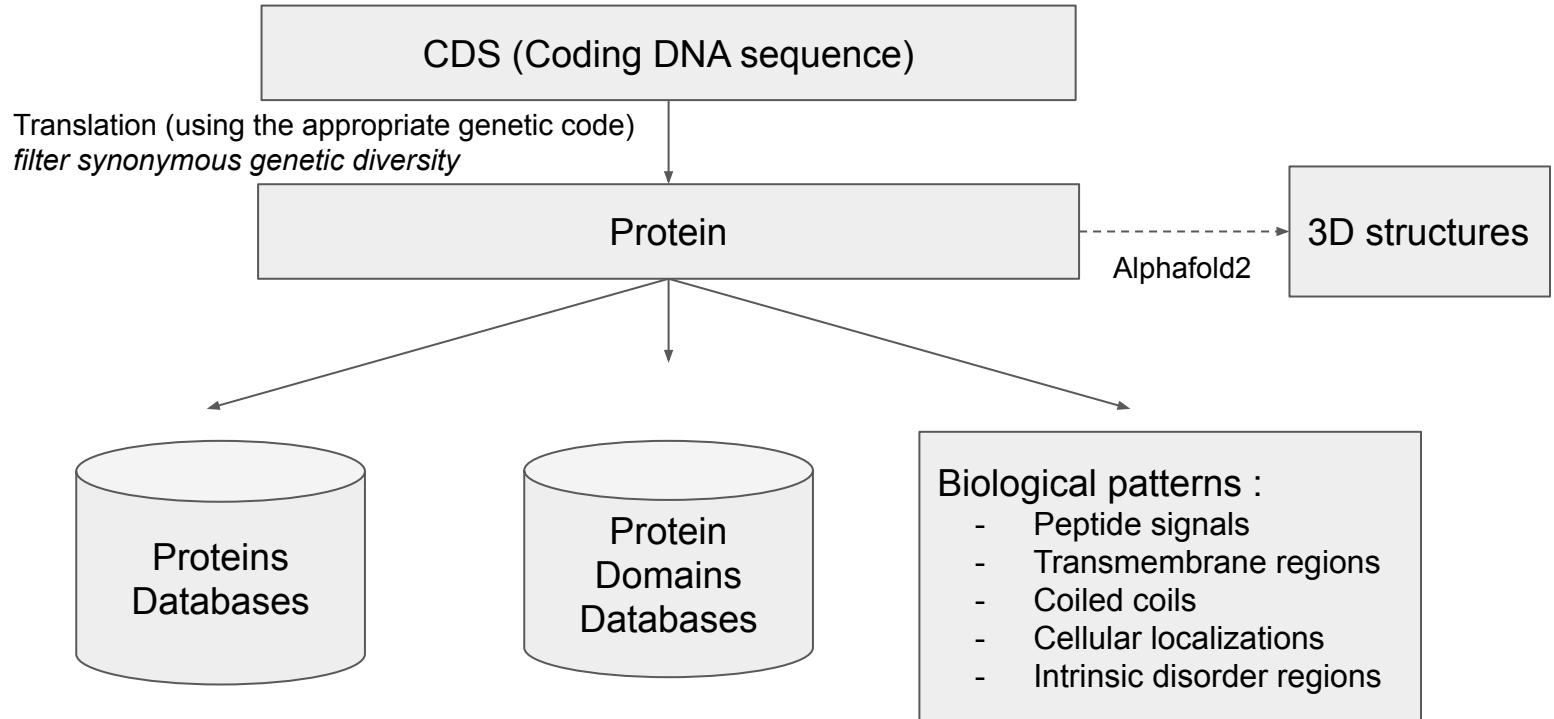 CDS (Coding DNA sequence)
Translation (using the appropriate genetic code)
filter synonymous genetic diversity
Protein
Alphafold2
3D structures
Proteins
Databases
Protein
Domains
Databases
Biological patterns :
- Peptide signals
- Transmembrane regions
- Coiled coils
- Cellular localizations
- Intrinsic disorder regions